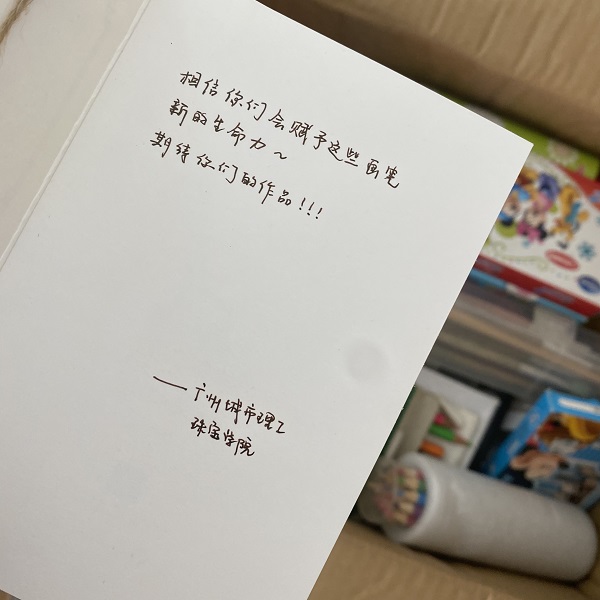 相信你们会赋予这些画笔
新的生命力~
期待你们的作品!!!
——广州城市理工
珠宝学院